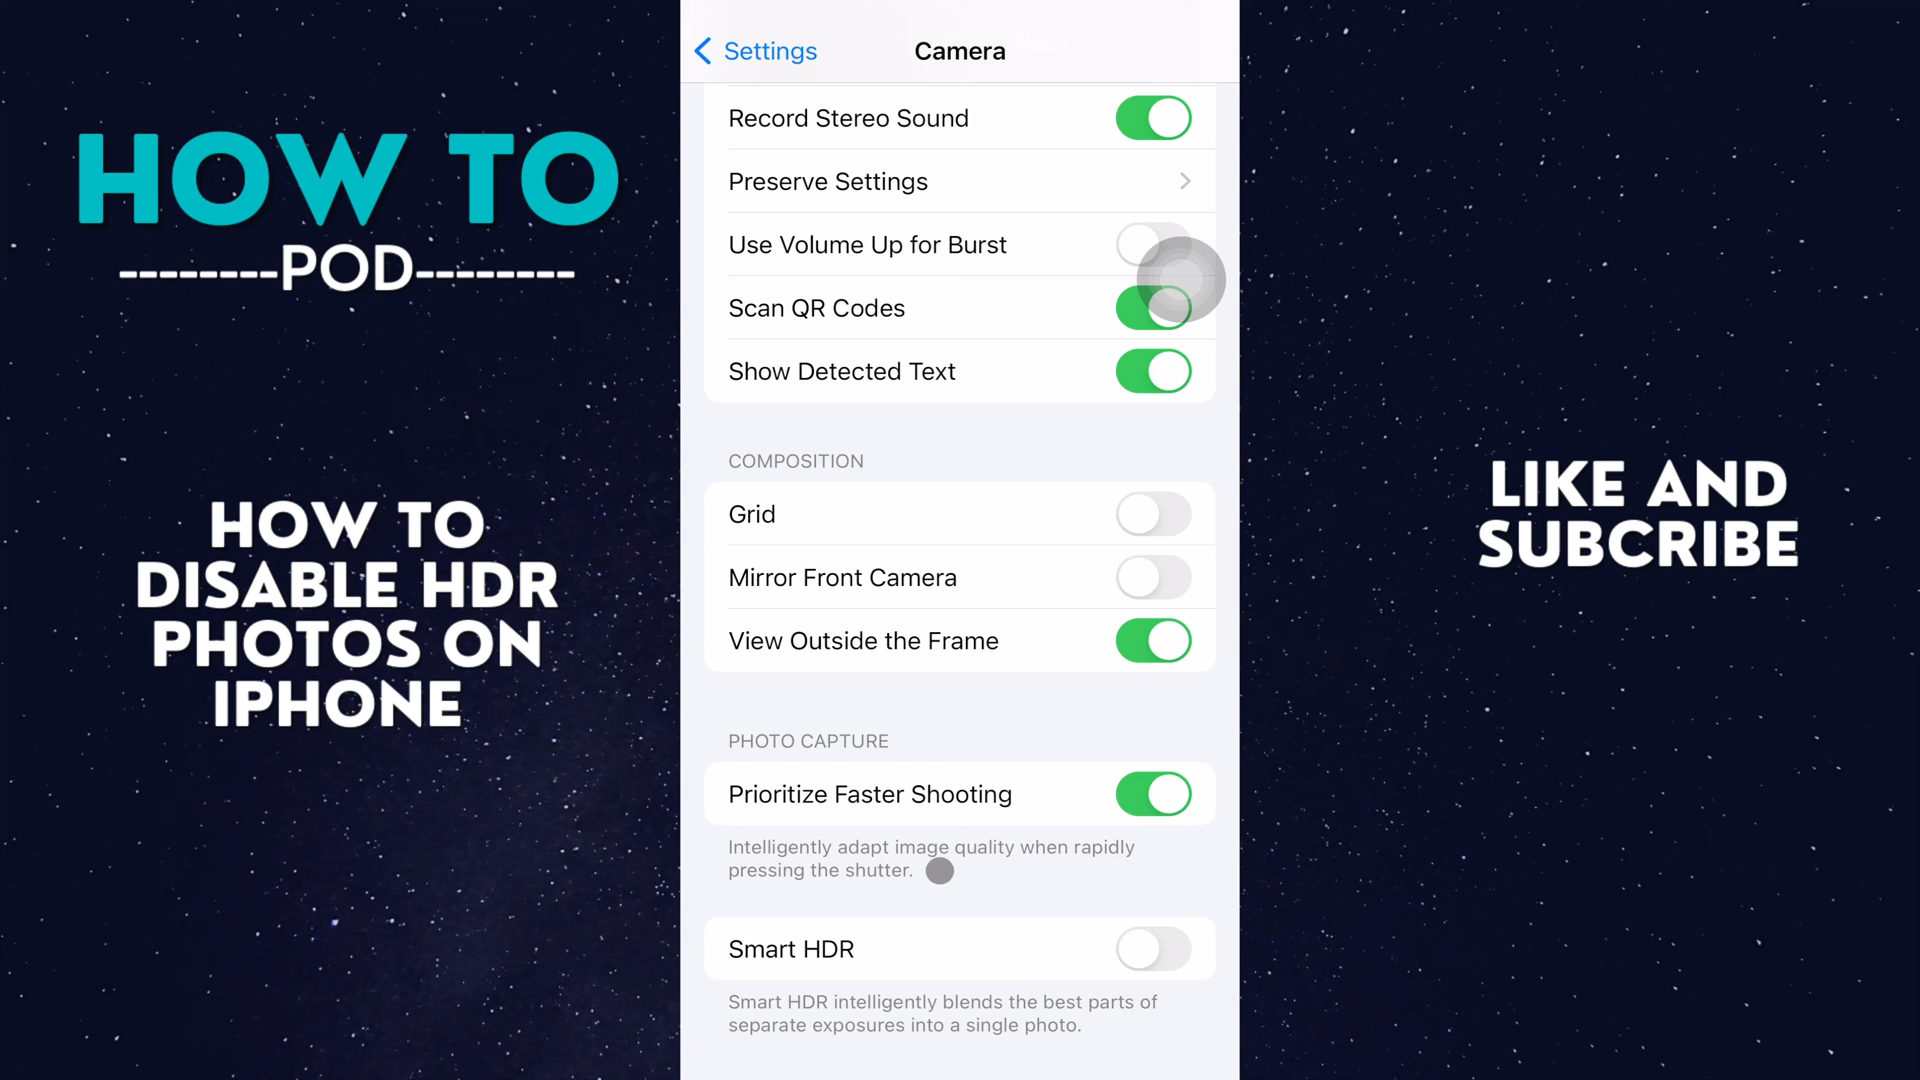 HOW TO
--------POD--------
HOW TO
DISABLE HDR
PHOTOS ON
IPHONE
Settings
Camera
Record Stereo Sound
Preserve Settings
Use Volume Up for Burst
Scan QR Codes
Show Detected Text
COMPOSITION
Grid
Mirror Front Camera
View Outside the Frame
PHOTO CAPTURE
Prioritize Faster Shooting
Intelligently adapt image quality when rapidly
pressing the shutter.
Smart HDR
Smart HDR intelligently blends the best parts of
separate exposures into a single photo.
LIKE AND
SUBCRIBE